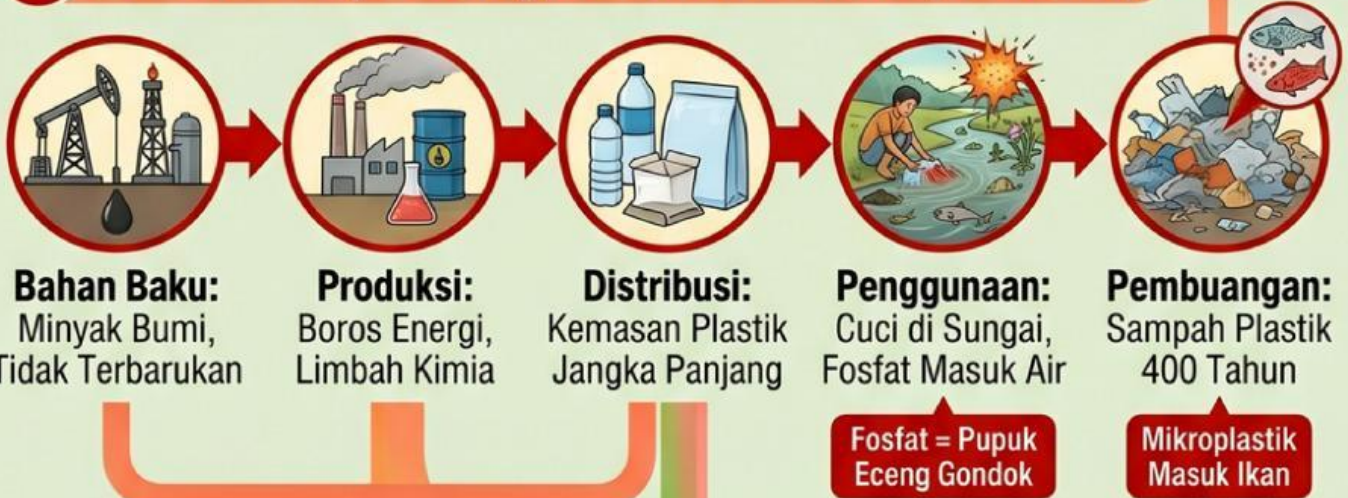 Bahan Baku:
Minyak Bumi,
Tidak Terbarukan
Produksi:
Boros Energi,
Limbah Kimia
Distribusi:
Kemasan Plastik
Jangka Panjang
Penggunaan:
Cuci di Sungai,
Fosfat Masuk Air
Fosfat = Pupuk
Eceng Gondok
Pembuangan:
Sampah Plastik
400 Tahun
Mikroplastik
Masuk Ikan